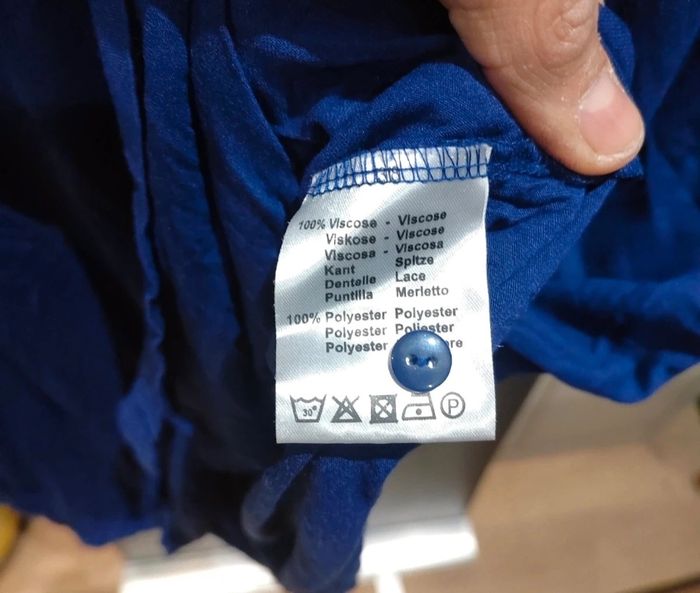 100% Viscose - Viscose
Viskose - Viscose
Viscosa - Viscosa
Kant Spitze
Dentelle Lace
Puntilla Merletto
100% Polyester Polyester
Polyester Poliester
Polyester
30°
P